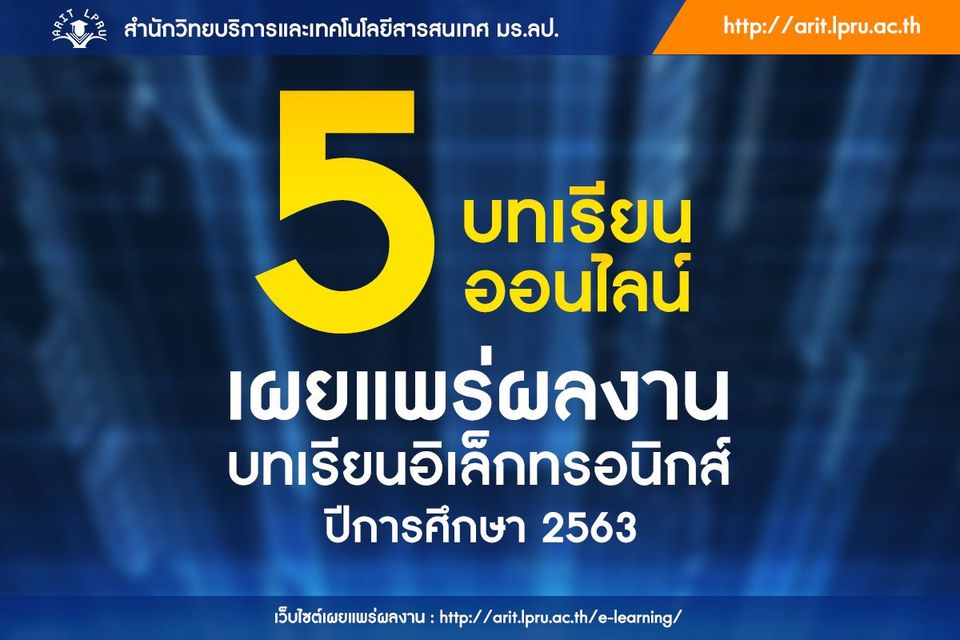 ARIT LPRU
สำนักวิทยบริการและเทคโนโลยีสารสนเทศ มร.ลป.
http://arit.lpru.ac.th
5
บทเรียน
ออนไลน์
เผยแพร่ผลงาน
บทเรียนอิเล็กทรอนิกส์
ปีการศึกษา 2563
เว็บไซต์เผยแพร่ผลงาน : http://arit.lpru.ac.th/e-learning/